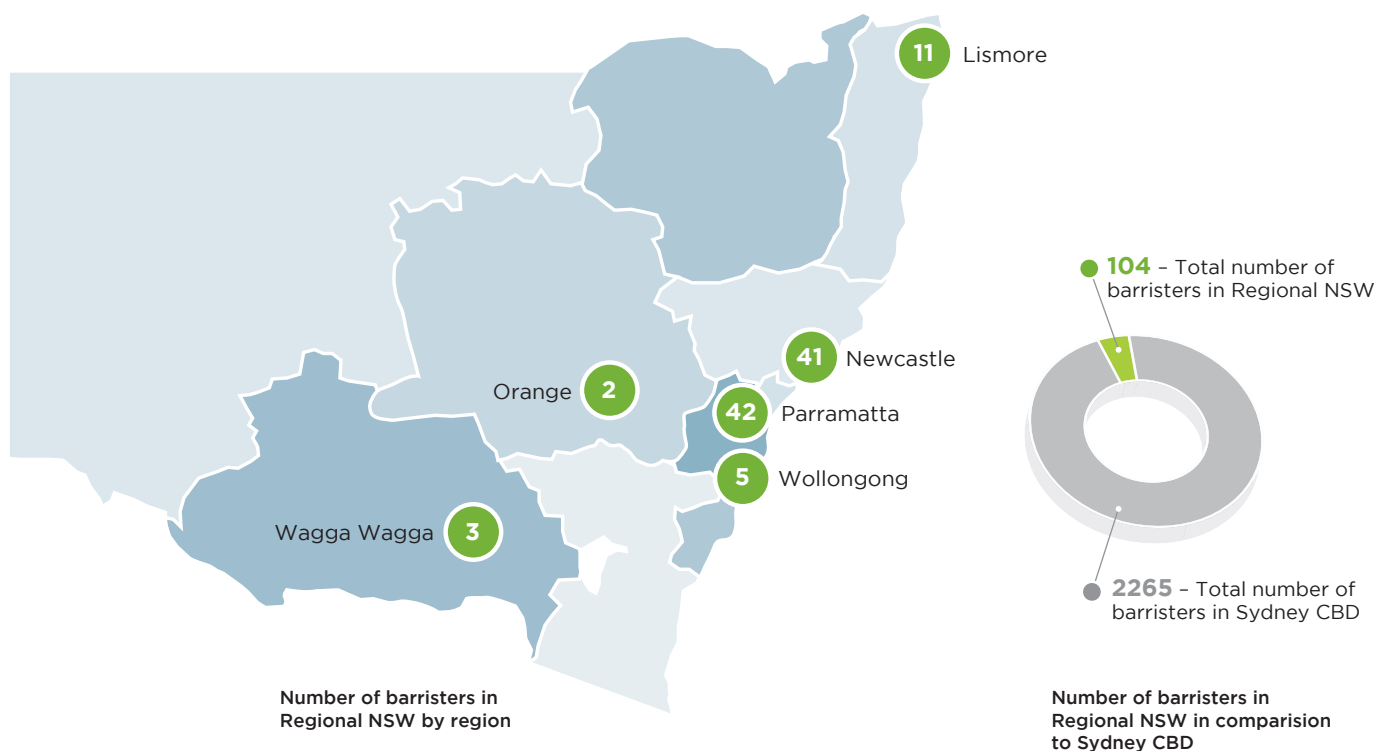 11 Lismore
41 Newcastle
Orange 2
42 Parramatta
5 Wollongong
Wagga Wagga 3
Number of barristers in
Regional NSW by region
104 – Total number of
barristers in Regional NSW
2265 – Total number of
barristers in Sydney CBD
Number of barristers in
Regional NSW in comparision
to Sydney CBD